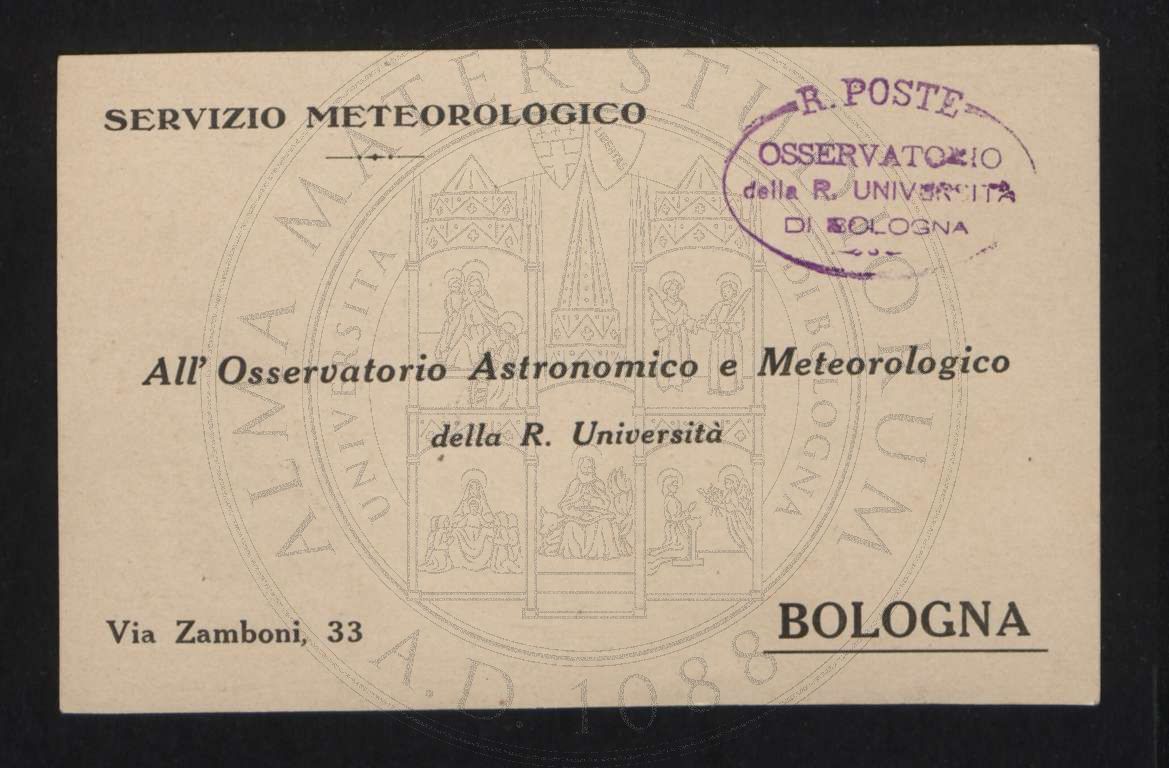 SERVIZIO METEOROLOGICO
R. POSTE
OSSERVATORIO
della R. UNIVERSITÀ
DI BOLOGNA
All' Osservatorio Astronomico e Meteorologico
della R. Università
Via Zamboni, 33
BOLOGNA
ALMA MATER STUDIORUM
UNIVERSITÀ DI BOLOGNA
LIBERTAS
A.D. 1088